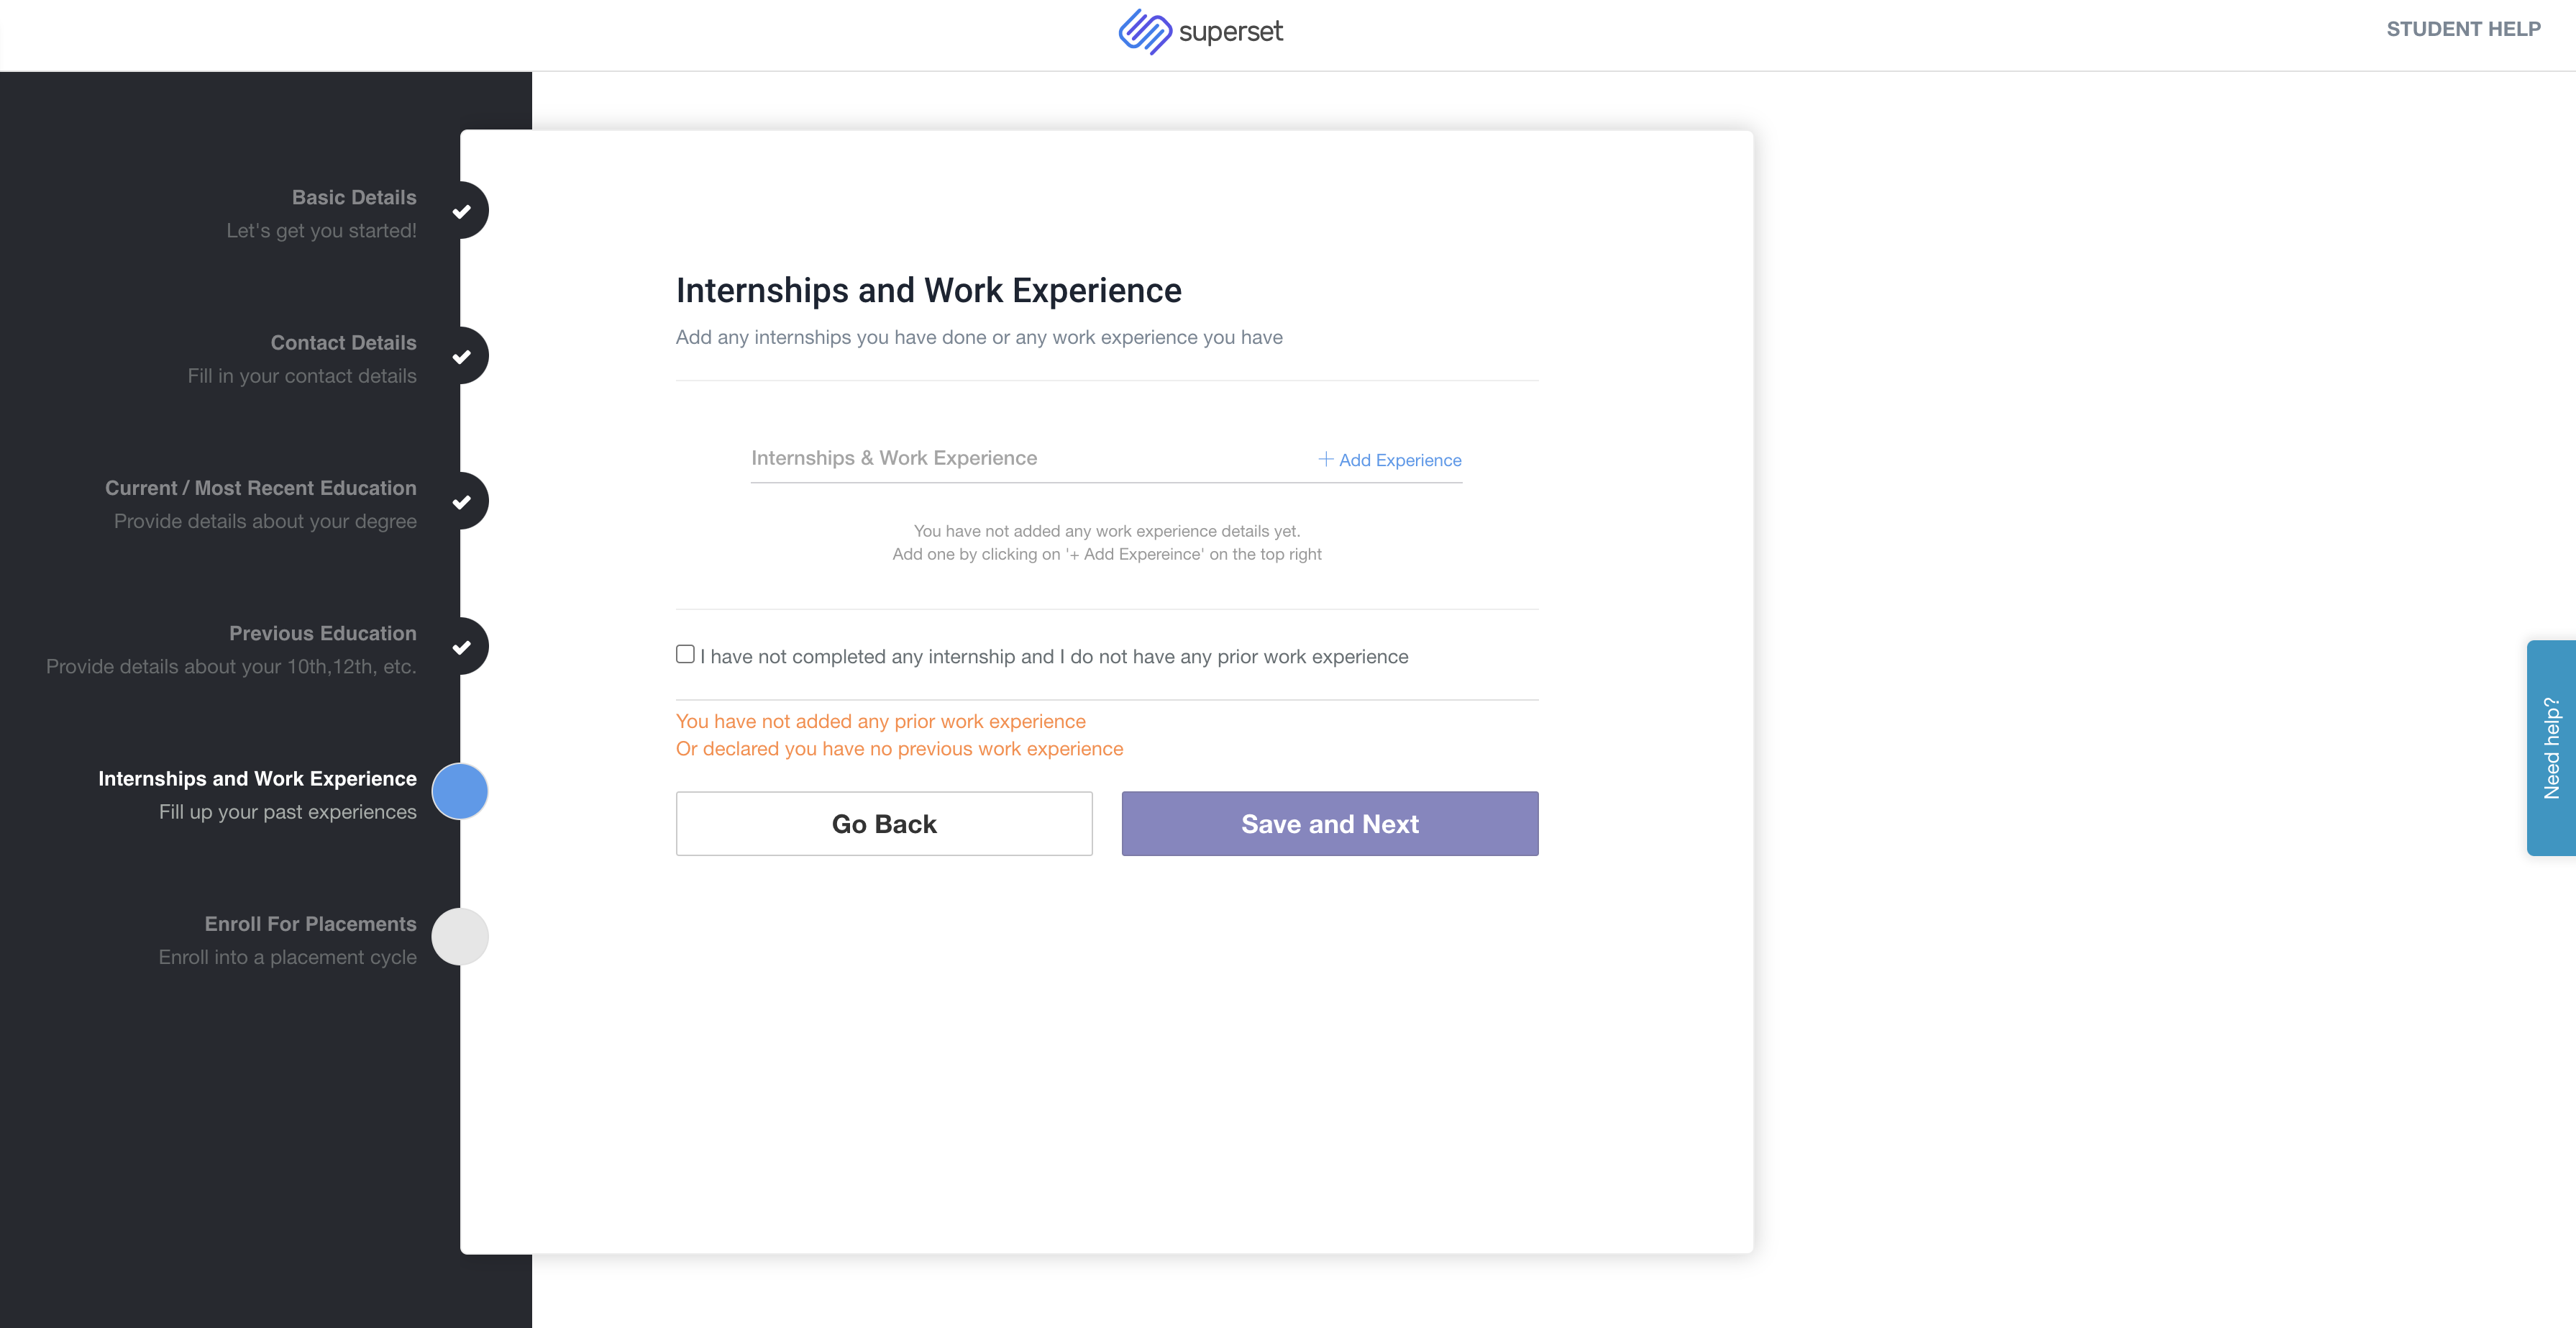 superset
STUDENT HELP
Basic Details
Let's get you started!
Contact Details
Fill in your contact details
Current / Most Recent Education
Provide details about your degree
Previous Education
Provide details about your 10th,12th, etc.
Internships and Work Experience
Fill up your past experiences
Enroll For Placements
Enroll into a placement cycle
Internships and Work Experience
Add any internships you have done or any work experience you have
Internships & Work Experience
+ Add Experience
You have not added any work experience details yet.
Add one by clicking on '+ Add Expereince' on the top right
I have not completed any internship and I do not have any prior work experience
You have not added any prior work experience
Or declared you have no previous work experience
Go Back
Save and Next
Need help?